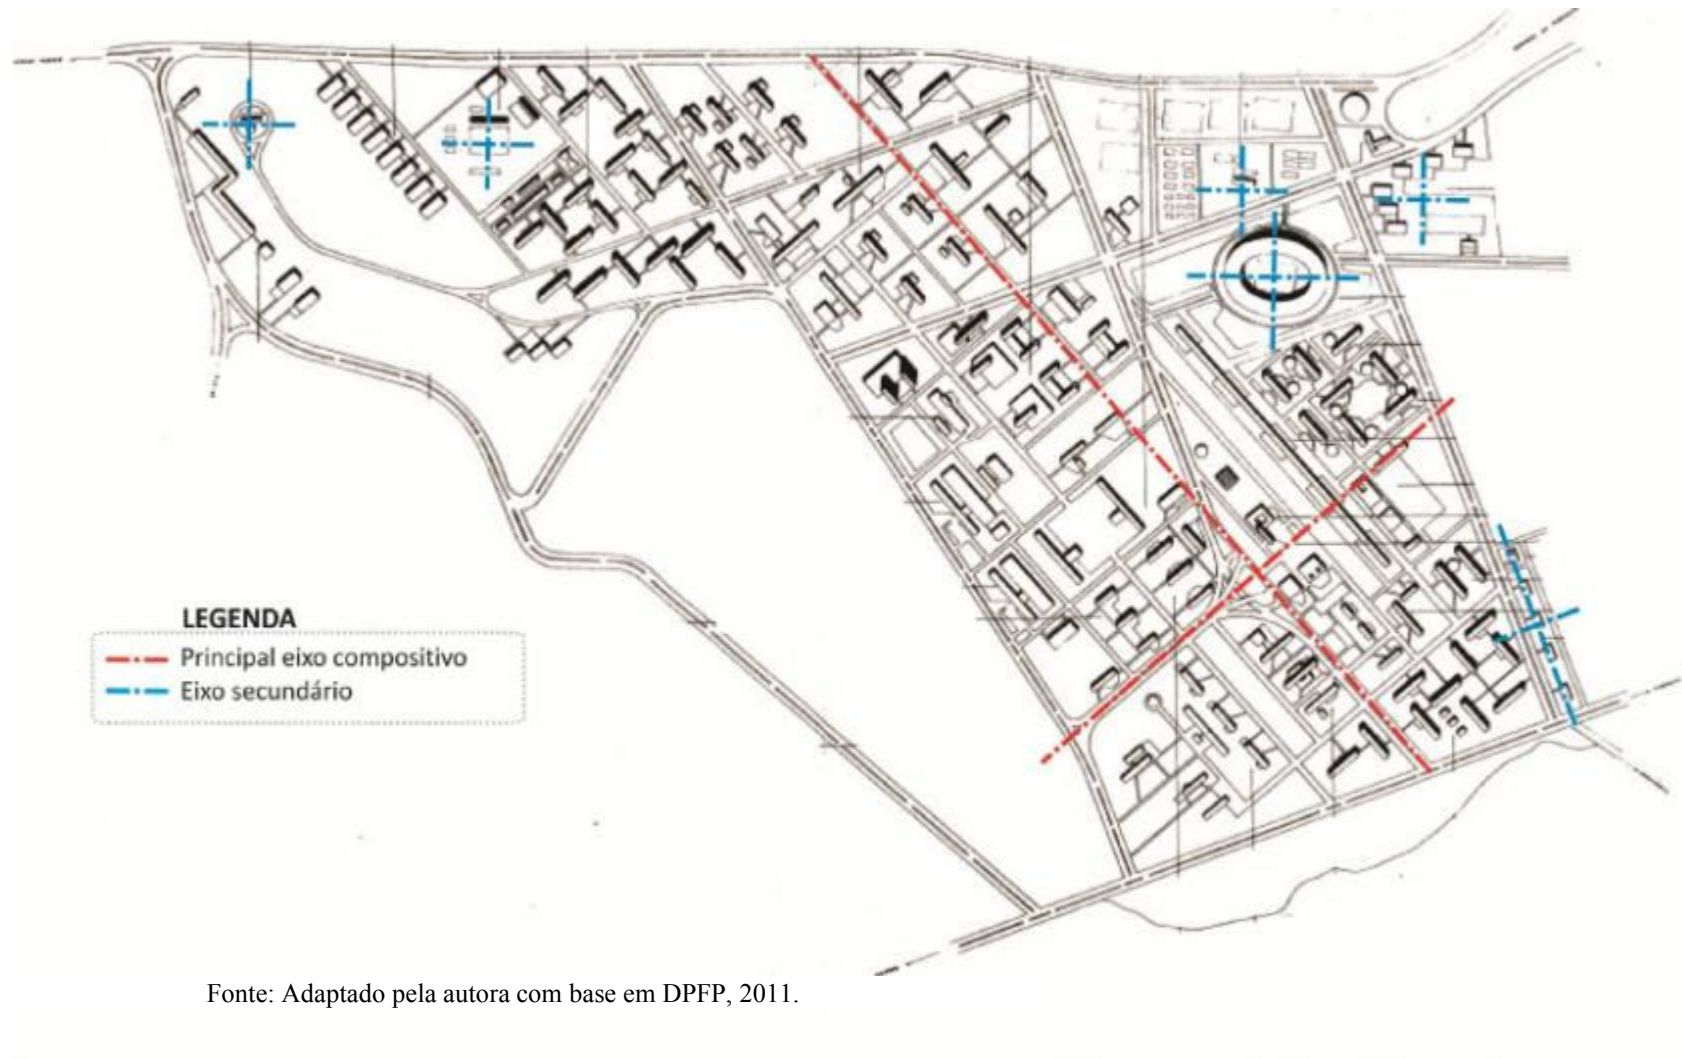 LEGENDA
Principal eixo compositivo
Eixo secundário
Fonte: Adaptado pela autora com base em DPFP, 2011.